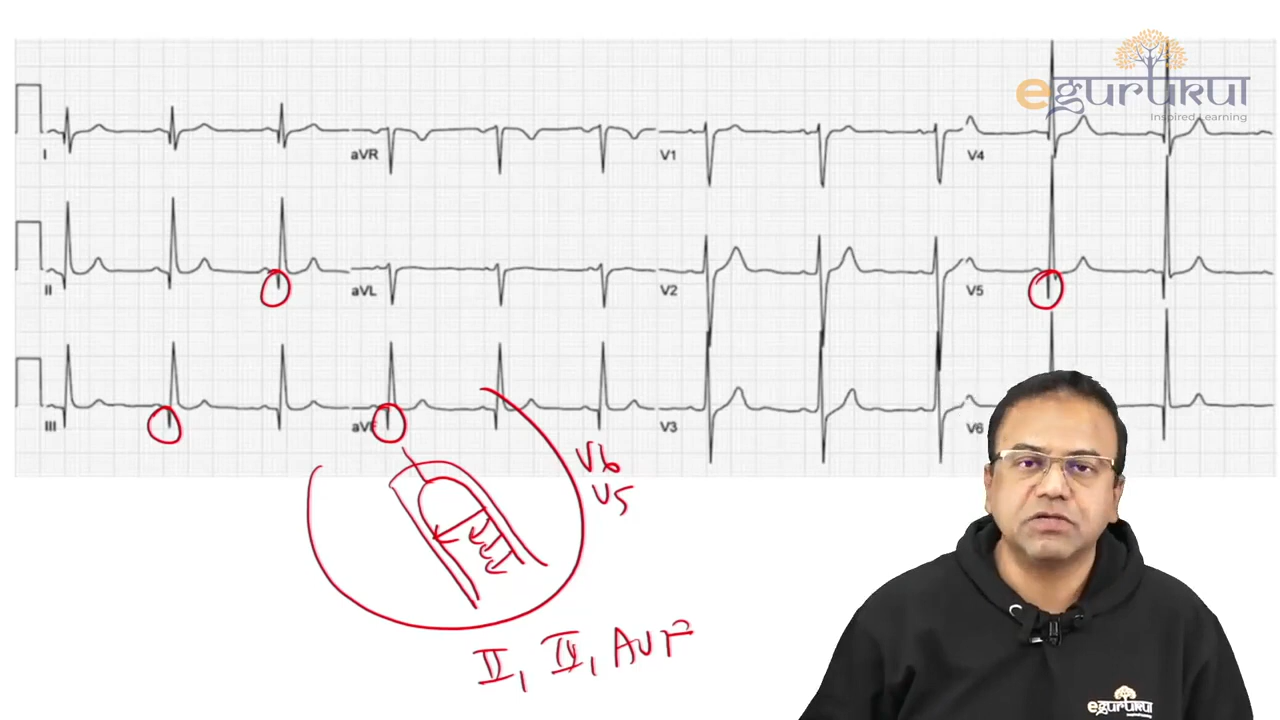 egurukul
Inspired Learning
I
aVR
V1
V4
II
aVL
V2
V5
III
aVF
V3
V6
V6
V5
II, IV, AVF
egurukul